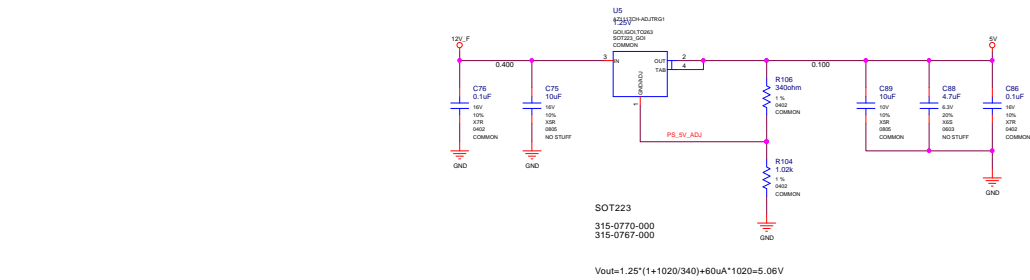 U5
AZ1117CH-ADJTRG1
1.25V
GOI,IGOI,TO263
SOT223_GOI
COMMON
12V_F
5V
3
IN
OUT
2
TAB
4
GND/ADJ
1
0.400
0.100
C76
0.1uF
16V
10%
X7R
0402
COMMON
GND
C75
10uF
16V
10%
X5R
0805
NO STUFF
GND
R106
340ohm
1 %
0402
COMMON
PS_5V_ADJ
R104
1.02k
1 %
0402
COMMON
GND
C89
10uF
10V
10%
X5R
0805
COMMON
C88
4.7uF
6.3V
20%
X6S
0603
NO STUFF
C86
0.1uF
16V
10%
X7R
0402
COMMON
GND
SOT223
315-0770-000
315-0767-000
Vout=1.25*(1+1020/340)+60uA*1020=5.06V